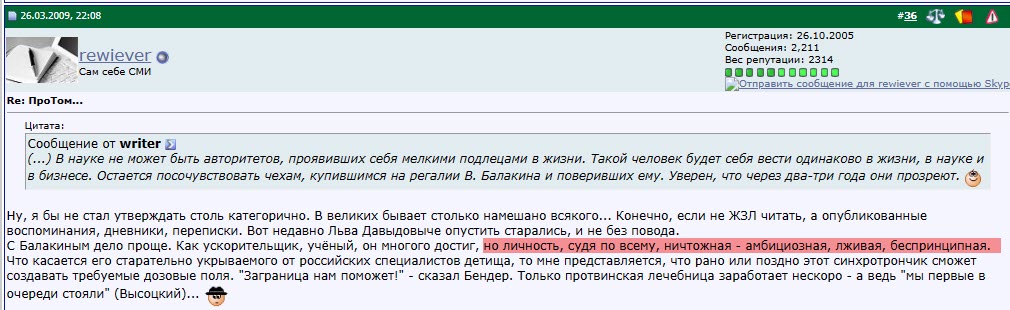 26.03.2009, 22:08 #36
rewiever
Сам себе СМИ
Регистрация: 26.10.2005
Сообщения: 2,211
Вес репутации: 2314
Отправить сообщение для rewiever с помощью Skyp
Re: ПроТом...
Цитата:
Сообщение от writer
(...) В науке не может быть авторитетов, проявивших себя мелкими подлецами в жизни. Такой человек будет себя вести одинаково в жизни, в науке и
в бизнесе. Остается посочувствовать чехам, купившимся на регалии В. Балакина и поверивших ему. Уверен, что через два-три года они прозреют.
Ну, я бы не стал утверждать столь категорично. В великих бывает столько намешано всякого... Конечно, если не ЖЗЛ читать, а опубликованные
воспоминания, дневники, переписки. Вот недавно Льва Давыдовыче опустить старались, и не без повода.
С Балакиным дело проще. Как ускорительщик, учёный, он многого достиг, но личность, судя по всему, ничтожная - амбициозная, лживая, беспринципная.
Что касается его старательно укрываемого от российских специалистов детища, то мне представляется, что рано или поздно этот синхротрончик сможет
создавать требуемые дозовые поля. "Заграница нам поможет!" - сказал Бендер. Только протвинская лечебница заработает нескоро - а ведь "мы первые в
очереди стояли" (Высоцкий)...